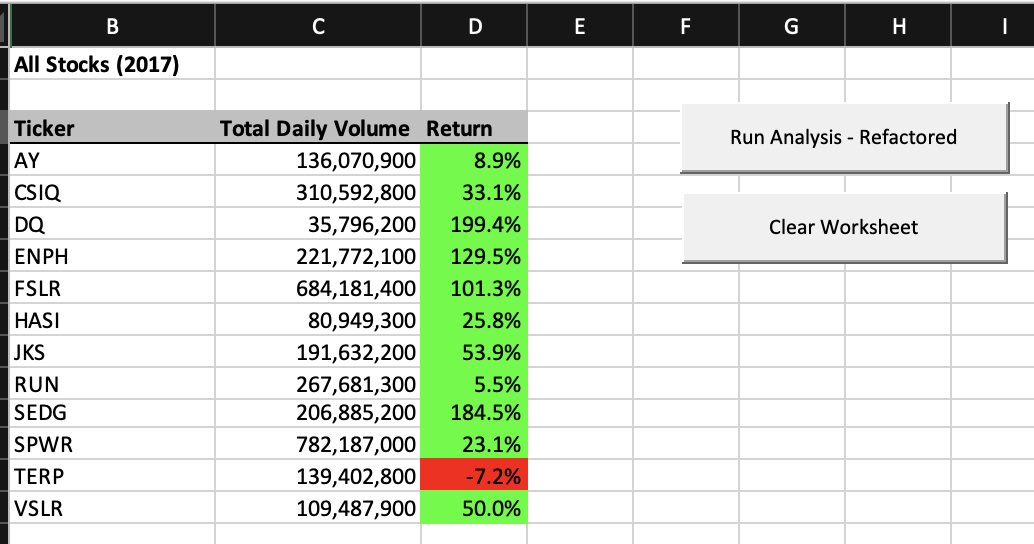 B C D E F G H I
All Stocks (2017)
Ticker Total Daily Volume Return
AY 136,070,900 8.9%
CSIQ 310,592,800 33.1%
DQ 35,796,200 199.4%
ENPH 221,772,100 129.5%
FSLR 684,181,400 101.3%
HASI 80,949,300 25.8%
JKS 191,632,200 53.9%
RUN 267,681,300 5.5%
SEDG 206,885,200 184.5%
SPWR 782,187,000 23.1%
TERP 139,402,800 -7.2%
VSLR 109,487,900 50.0%
Run Analysis - Refactored
Clear Worksheet